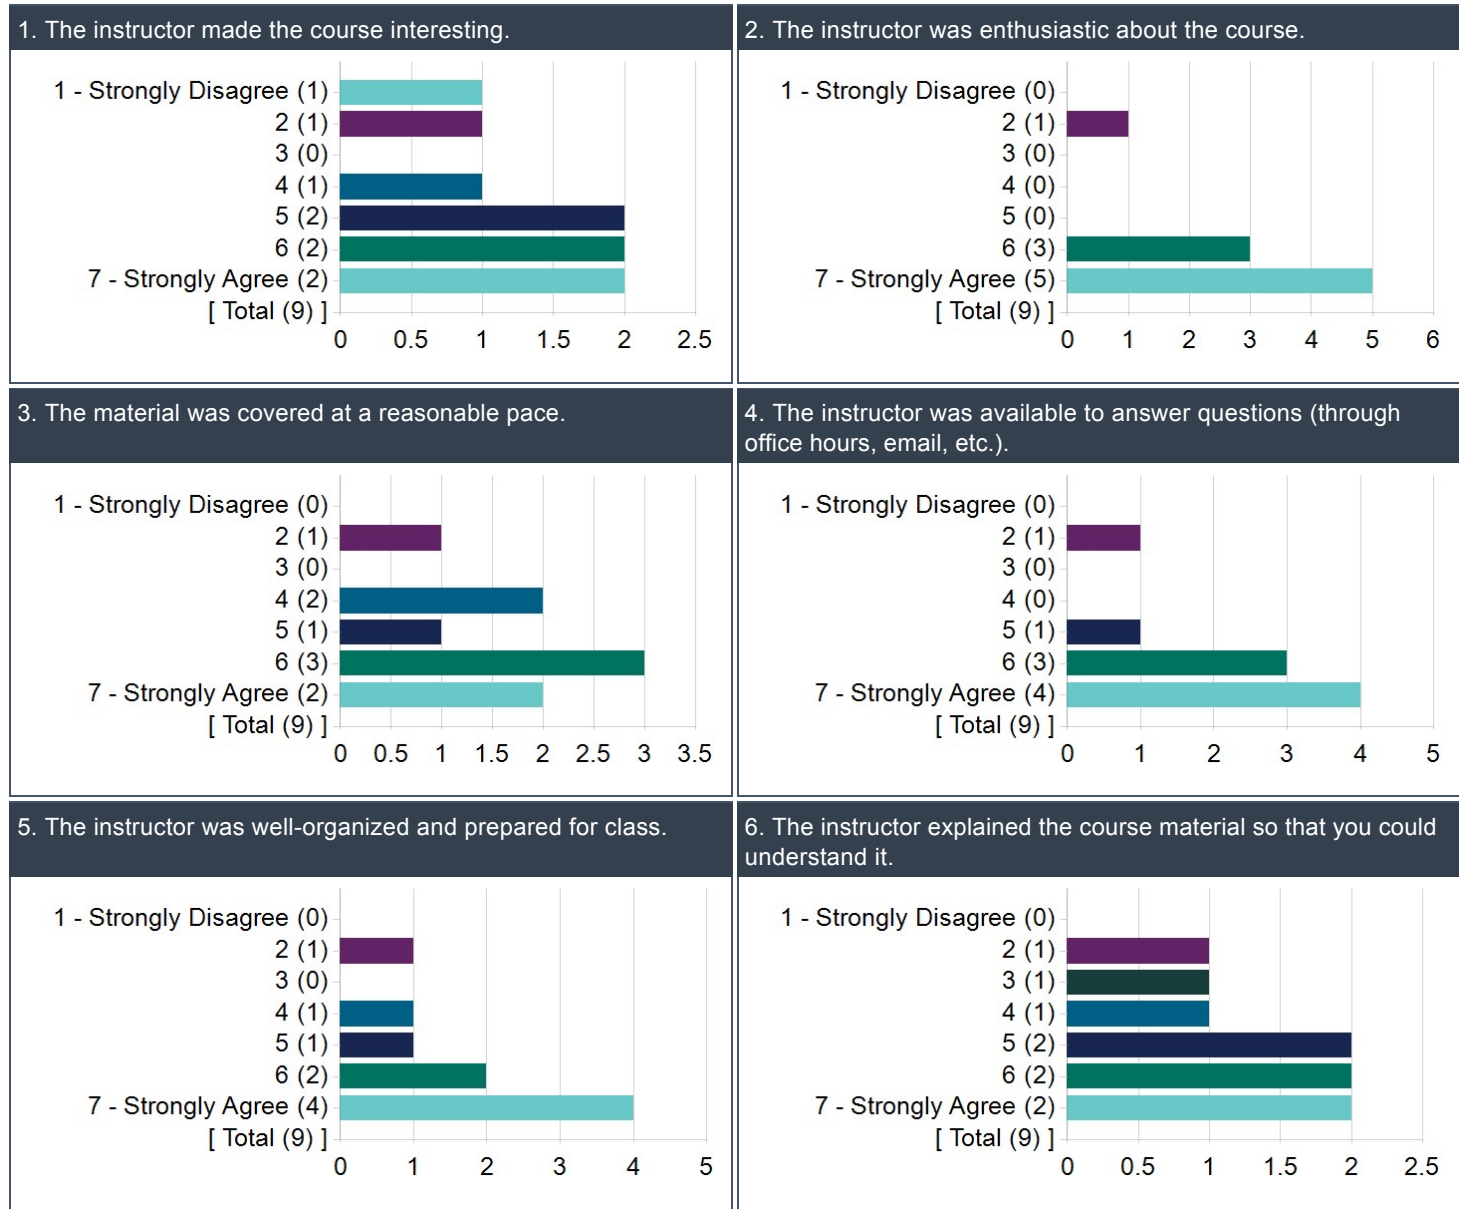 1. The instructor made the course interesting.
1 - Strongly Disagree (1)
2 (1)
3 (0)
4 (1)
5 (2)
6 (2)
7 - Strongly Agree (2)
[ Total (9) ]
0 0.5 1 1.5 2 2.5
2. The instructor was enthusiastic about the course.
1 - Strongly Disagree (0)
2 (1)
3 (0)
4 (0)
5 (0)
6 (3)
7 - Strongly Agree (5)
[ Total (9) ]
0 1 2 3 4 5 6
3. The material was covered at a reasonable pace.
1 - Strongly Disagree (0)
2 (1)
3 (0)
4 (2)
5 (1)
6 (3)
7 - Strongly Agree (2)
[ Total (9) ]
0 0.5 1 1.5 2 2.5 3 3.5
4. The instructor was available to answer questions (through
office hours, email, etc.).
1 - Strongly Disagree (0)
2 (1)
3 (0)
4 (0)
5 (1)
6 (3)
7 - Strongly Agree (4)
[ Total (9) ]
0 1 2 3 4 5
5. The instructor was well-organized and prepared for class.
1 - Strongly Disagree (0)
2 (1)
3 (0)
4 (1)
5 (1)
6 (2)
7 - Strongly Agree (4)
[ Total (9) ]
0 1 2 3 4 5
6. The instructor explained the course material so that you could
understand it.
1 - Strongly Disagree (0)
2 (1)
3 (1)
4 (1)
5 (2)
6 (2)
7 - Strongly Agree (2)
[ Total (9) ]
0 0.5 1 1.5 2 2.5